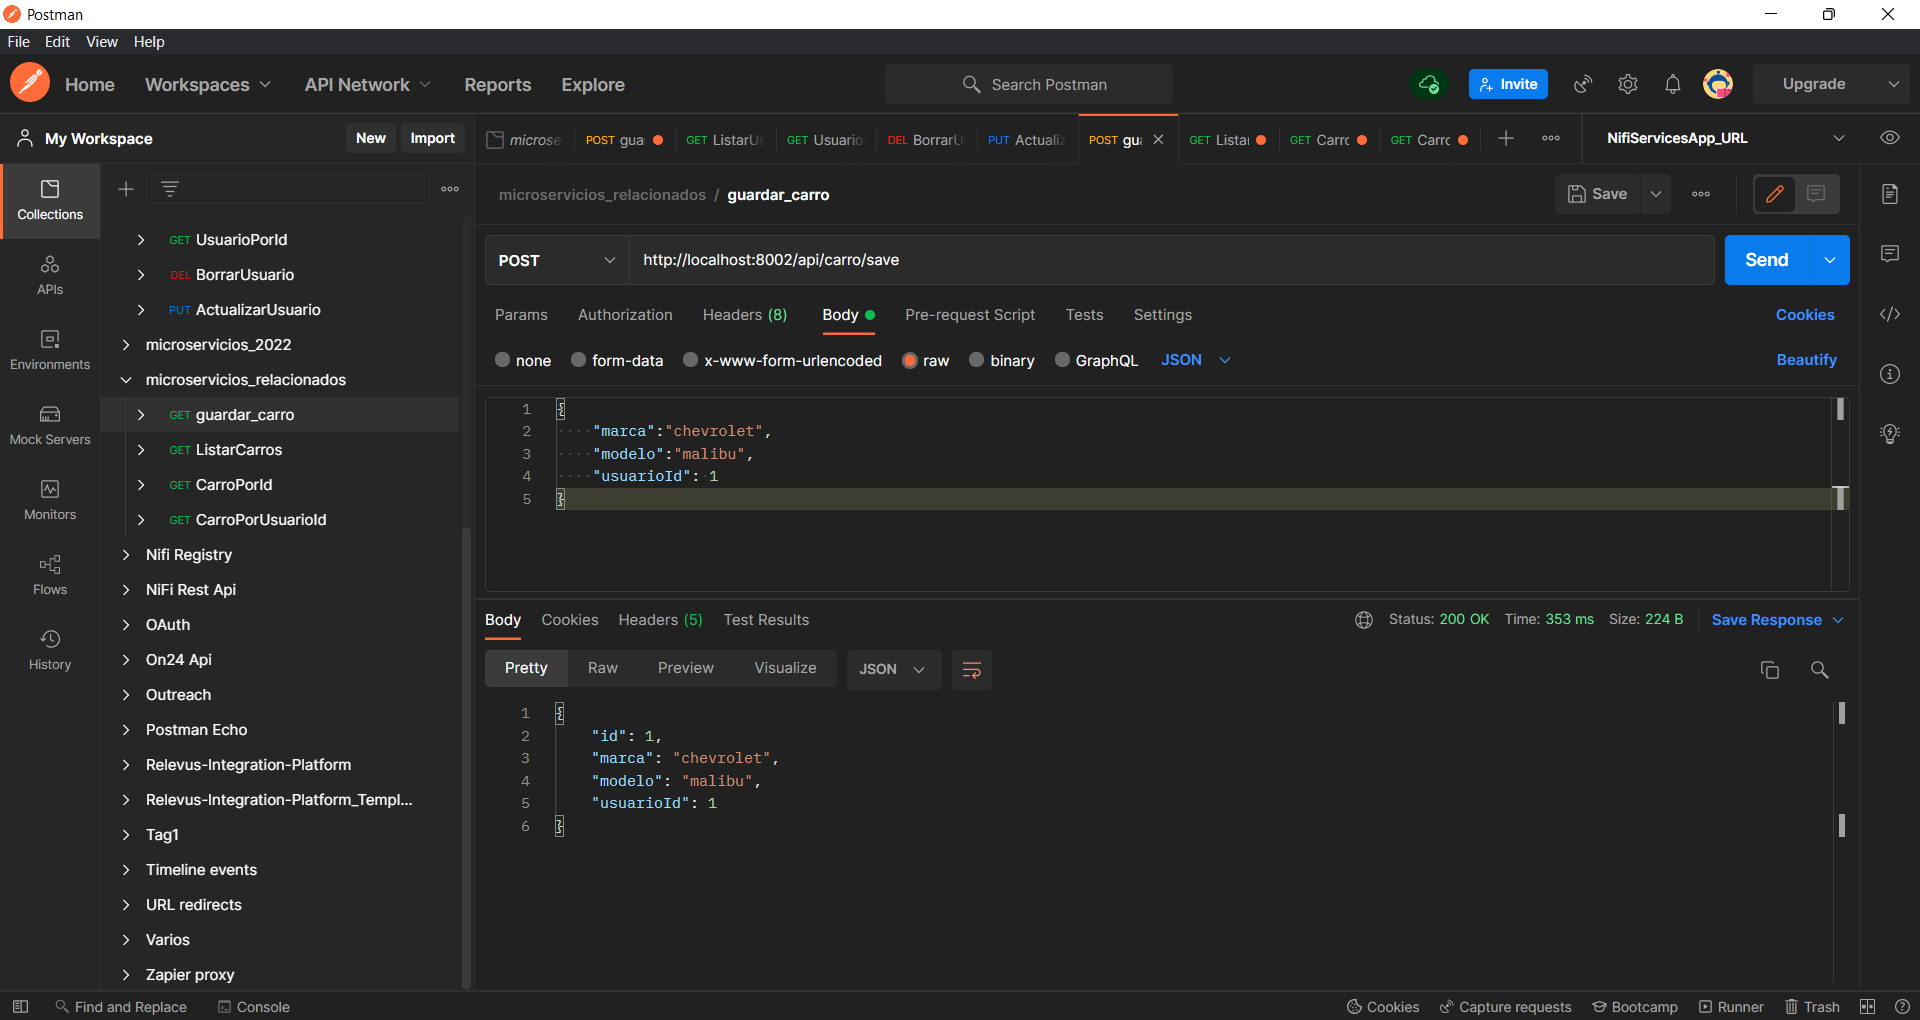 Postman
File Edit View Help
Home Workspaces API Network Reports Explore Search Postman Invite Upgrade
My Workspace New Import
microse POST gua GET ListarUs GET Usuario DEL BorrarU PUT Actualiz POST gu GET Listar GET Carro GET Carro NifiServicesApp_URL
Collections
APIs
Environments
Mock Servers
Monitors
Flows
History
GET UsuarioPorId
DEL BorrarUsuario
PUT ActualizarUsuario
microservicios_2022
microservicios_relacionados
GET guardar_carro
GET ListarCarros
GET CarroPorId
GET CarroPorUsuarioId
Nifi Registry
NiFi Rest Api
OAuth
On24 Api
Outreach
Postman Echo
Relevus-Integration-Platform
Relevus-Integration-Platform_Templ...
Tag1
Timeline events
URL redirects
Varios
Zapier proxy
microservicios_relacionados / guardar_carro Save
POST http://localhost:8002/api/carro/save Send
Params Authorization Headers (8) Body Pre-request Script Tests Settings Cookies
none form-data x-www-form-urlencoded raw binary GraphQL JSON Beautify
1 {
2 "marca":"chevrolet",
3 "modelo":"malibu",
4 "usuarioId": 1
5 }
Body Cookies Headers (5) Test Results Status: 200 OK Time: 353 ms Size: 224 B Save Response
Pretty Raw Preview Visualize JSON
1 {
2 "id": 1,
3 "marca": "chevrolet",
4 "modelo": "malibu",
5 "usuarioId": 1
6 }
Find and Replace Console Cookies Capture requests Bootcamp Runner Trash